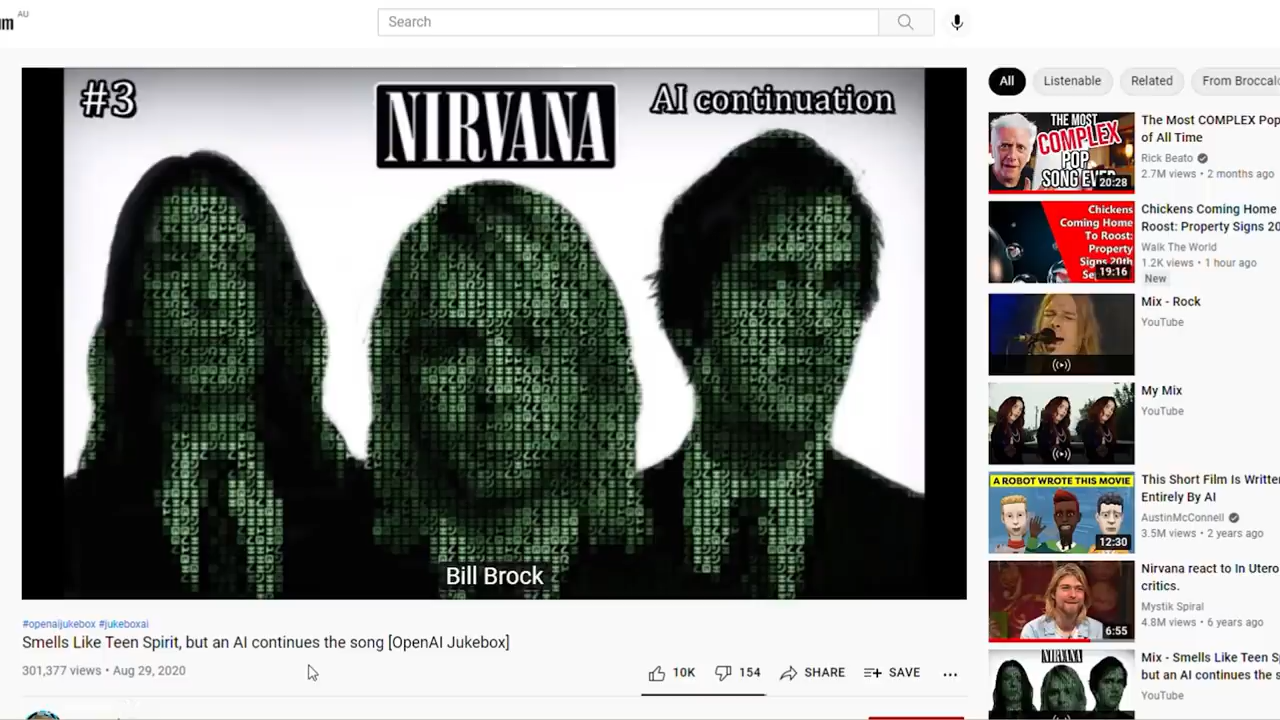 um
AU
Search
#3
NIRVANA
AI continuation
Bill Brock
#openaijukebox #jukeboxai
Smells Like Teen Spirit, but an AI continues the song [OpenAI Jukebox]
301,377 views • Aug 29, 2020
10K
154
SHARE
SAVE
All
Listenable
Related
From Broccalo
THE MOST
COMPLEX
POP
SONG EVER
20:28
The Most COMPLEX Pop
of All Time
Rick Beato
2.7M views • 2 months ago
Chickens
Coming Home
To Roost:
Property
Signs 20th
Se
19:16
Chickens Coming Home
Roost: Property Signs 20
Walk The World
1.2K views • 1 hour ago
New
Mix - Rock
YouTube
My Mix
YouTube
A ROBOT WROTE THIS MOVIE
12:30
This Short Film Is Written
Entirely By AI
AustinMcConnell
3.5M views • 2 years ago
6:55
Nirvana react to In Utero
critics.
Mystik Spiral
4.8M views • 6 years ago
NIRVANA
Mix - Smells Like Teen S
but an AI continues the s
YouTube